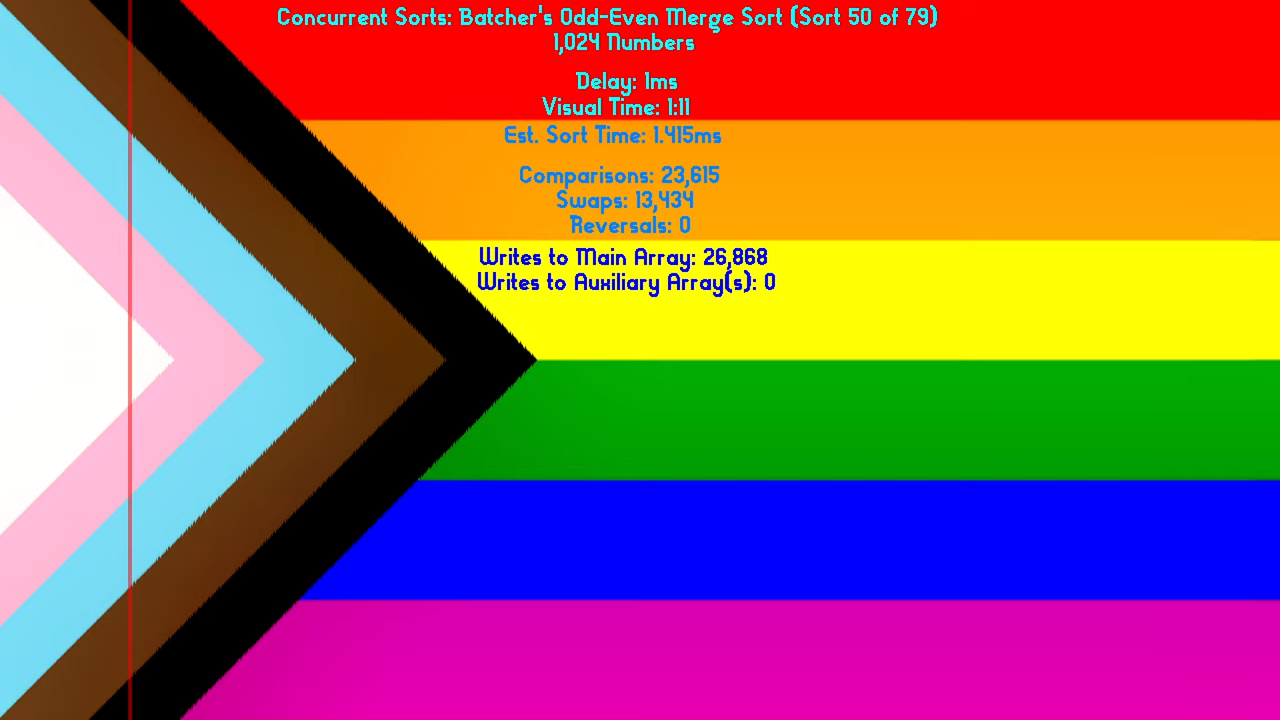 Concurrent Sorts: Batcher's Odd-Even Merge Sort (Sort 50 of 79)
1,024 Numbers
Delay: 1ms
Visual Time: 1:11
Est. Sort Time: 1.415ms
Comparisons: 23,615
Swaps: 13,434
Reversals: 0
Writes to Main Array: 26,868
Writes to Auxiliary Array(s): 0